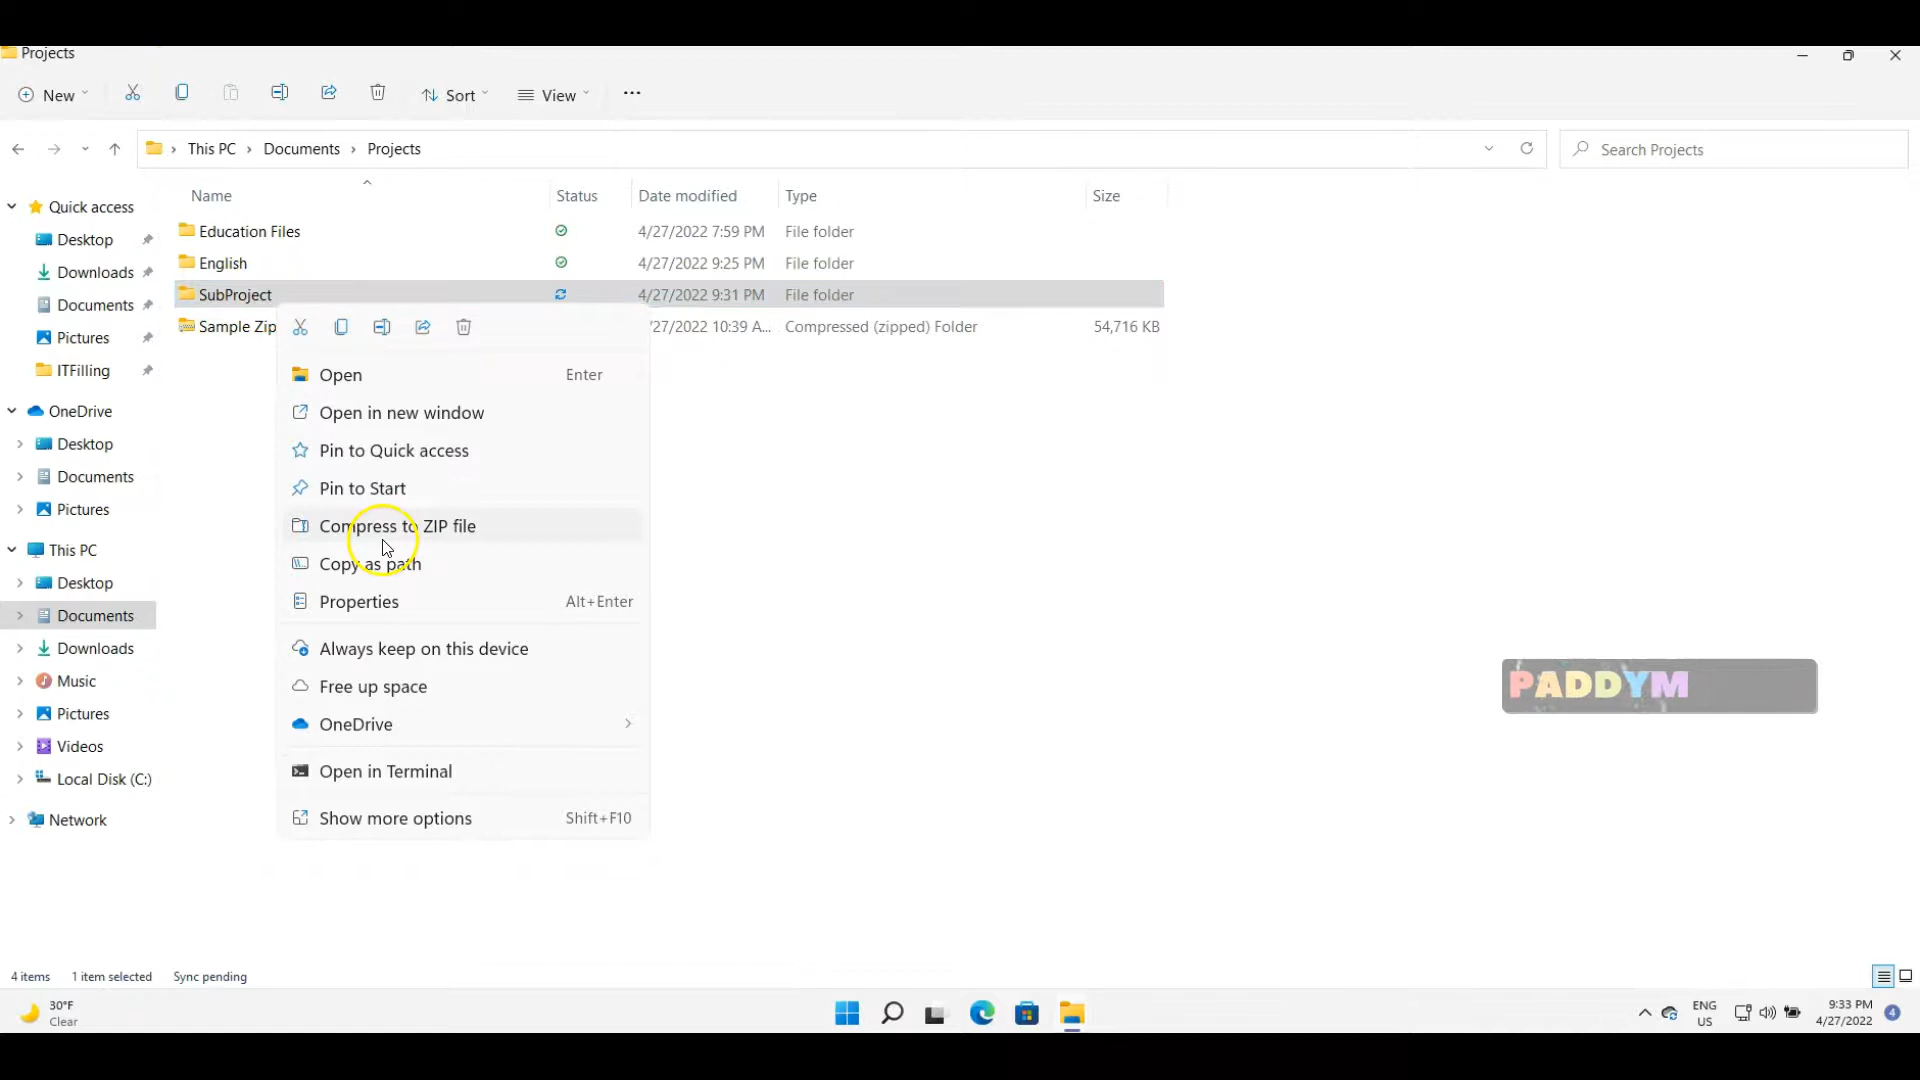 Projects
New
Sort
View
This PC > Documents > Projects
Search Projects
Name Status Date modified Type Size
Education Files 4/27/2022 7:59 PM File folder
English 4/27/2022 9:25 PM File folder
SubProject 4/27/2022 9:31 PM File folder
Sample Zip /27/2022 10:39 A... Compressed (zipped) Folder 54,716 KB
Quick access
Desktop
Downloads
Documents
Pictures
ITFilling
OneDrive
Desktop
Documents
Pictures
This PC
Desktop
Documents
Downloads
Music
Pictures
Videos
Local Disk (C:)
Network
Open Enter
Open in new window
Pin to Quick access
Pin to Start
Compress to ZIP file
Copy as path
Properties Alt+Enter
Always keep on this device
Free up space
OneDrive
Open in Terminal
Show more options Shift+F10
PADDYM
4 items 1 item selected Sync pending
30°F
Clear
ENG
US
9:33 PM
4/27/2022
4